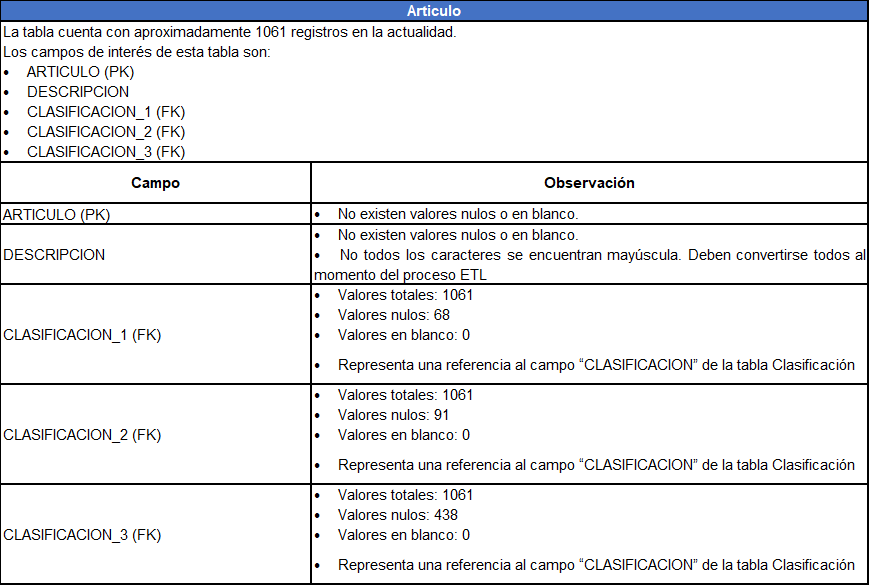 Articulo
La tabla cuenta con aproximadamente 1061 registros en la actualidad.
Los campos de interés de esta tabla son:
• ARTICULO (PK)
• DESCRIPCION
• CLASIFICACION_1 (FK)
• CLASIFICACION_2 (FK)
• CLASIFICACION_3 (FK)
Campo Observación
ARTICULO (PK)
• No existen valores nulos o en blanco.
DESCRIPCION
• No existen valores nulos o en blanco.
• No todos los caracteres se encuentran mayúscula. Deben convertirse todos al
momento del proceso ETL
CLASIFICACION_1 (FK)
• Valores totales: 1061
• Valores nulos: 68
• Valores en blanco: 0
• Representa una referencia al campo “CLASIFICACION” de la tabla Clasificación
CLASIFICACION_2 (FK)
• Valores totales: 1061
• Valores nulos: 91
• Valores en blanco: 0
• Representa una referencia al campo “CLASIFICACION” de la tabla Clasificación
CLASIFICACION_3 (FK)
• Valores totales: 1061
• Valores nulos: 438
• Valores en blanco: 0
• Representa una referencia al campo “CLASIFICACION” de la tabla Clasificación